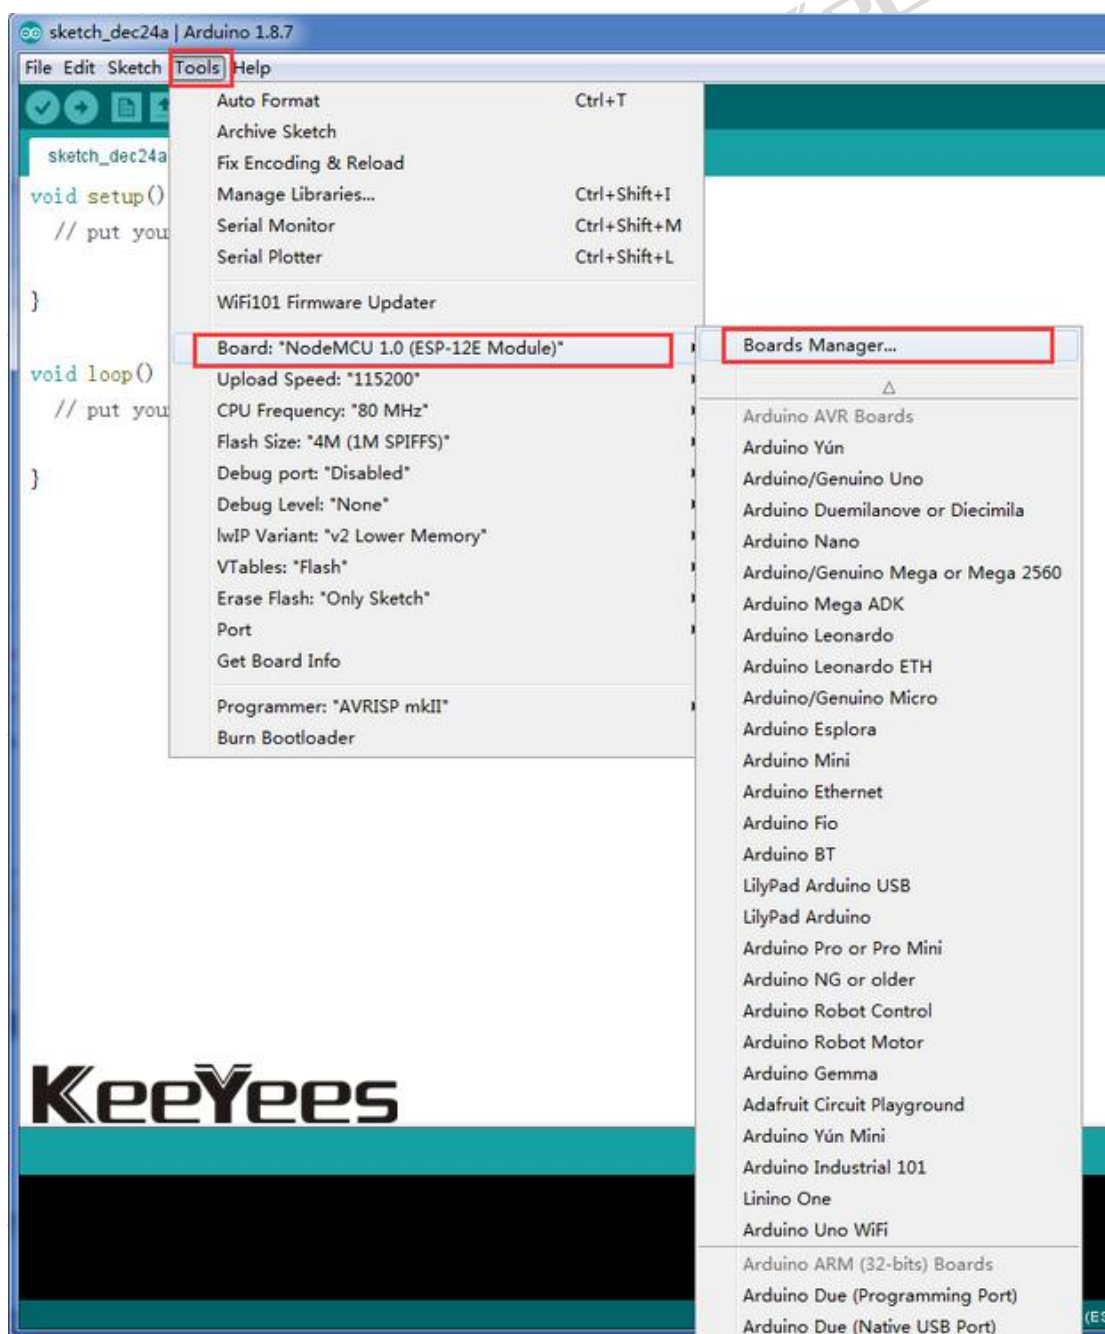 sketch_dec24a | Arduino 1.8.7
File Edit Sketch Tools Help
Auto Format Ctrl+T
Archive Sketch
Fix Encoding & Reload
Manage Libraries... Ctrl+Shift+I
Serial Monitor Ctrl+Shift+M
Serial Plotter Ctrl+Shift+L
WiFi101 Firmware Updater
Board: "NodeMCU 1.0 (ESP-12E Module)"
Upload Speed: "115200"
CPU Frequency: "80 MHz"
Flash Size: "4M (1M SPIFFS)"
Debug port: "Disabled"
Debug Level: "None"
lwIP Variant: "v2 Lower Memory"
VTables: "Flash"
Erase Flash: "Only Sketch"
Port
Get Board Info
Programmer: "AVRISP mkII"
Burn Bootloader
sketch_dec24a
void setup()
// put you
}
void loop()
// put you
}
Boards Manager...
Arduino AVR Boards
Arduino Yún
Arduino/Genuino Uno
Arduino Duemilanove or Diecimila
Arduino Nano
Arduino/Genuino Mega or Mega 2560
Arduino Mega ADK
Arduino Leonardo
Arduino Leonardo ETH
Arduino/Genuino Micro
Arduino Esplora
Arduino Mini
Arduino Ethernet
Arduino Fio
Arduino BT
LilyPad Arduino USB
LilyPad Arduino
Arduino Pro or Pro Mini
Arduino NG or older
Arduino Robot Control
Arduino Robot Motor
Arduino Gemma
Adafruit Circuit Playground
Arduino Yún Mini
Arduino Industrial 101
Linino One
Arduino Uno WiFi
Arduino ARM (32-bits) Boards
Arduino Due (Programming Port)
Arduino Due (Native USB Port)
KeeYees